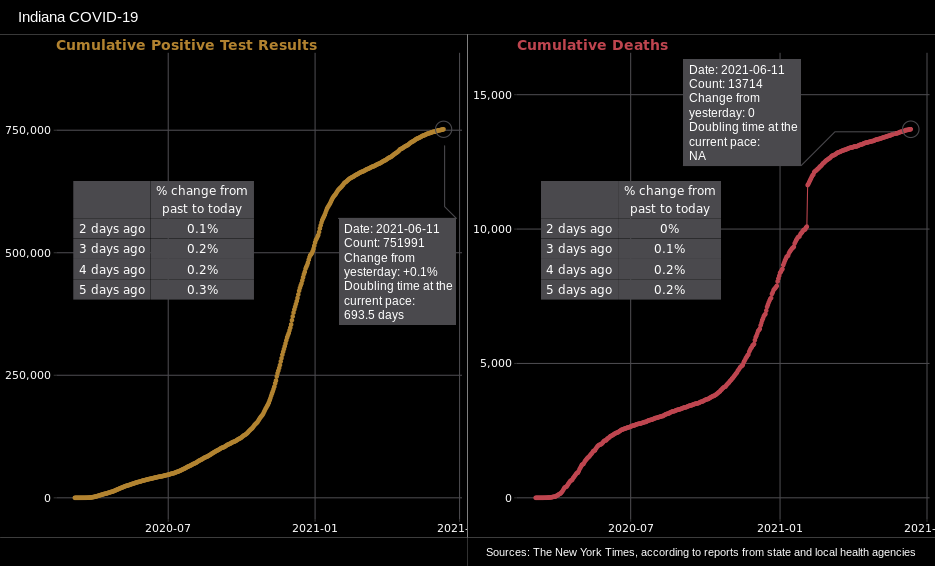 Indiana COVID-19
Cumulative Positive Test Results
750,000
500,000
250,000
0
2020-07
2021-01
2021-
% change from
past to today
2 days ago 0.1%
3 days ago 0.2%
4 days ago 0.2%
5 days ago 0.3%
Date: 2021-06-11
Count: 751991
Change from
yesterday: +0.1%
Doubling time at the
current pace:
693.5 days
Cumulative Deaths
15,000
10,000
5,000
0
2020-07
2021-01
2021-
Date: 2021-06-11
Count: 13714
Change from
yesterday: 0
Doubling time at the
current pace:
NA
% change from
past to today
2 days ago 0%
3 days ago 0.1%
4 days ago 0.2%
5 days ago 0.2%
Sources: The New York Times, according to reports from state and local health agencies